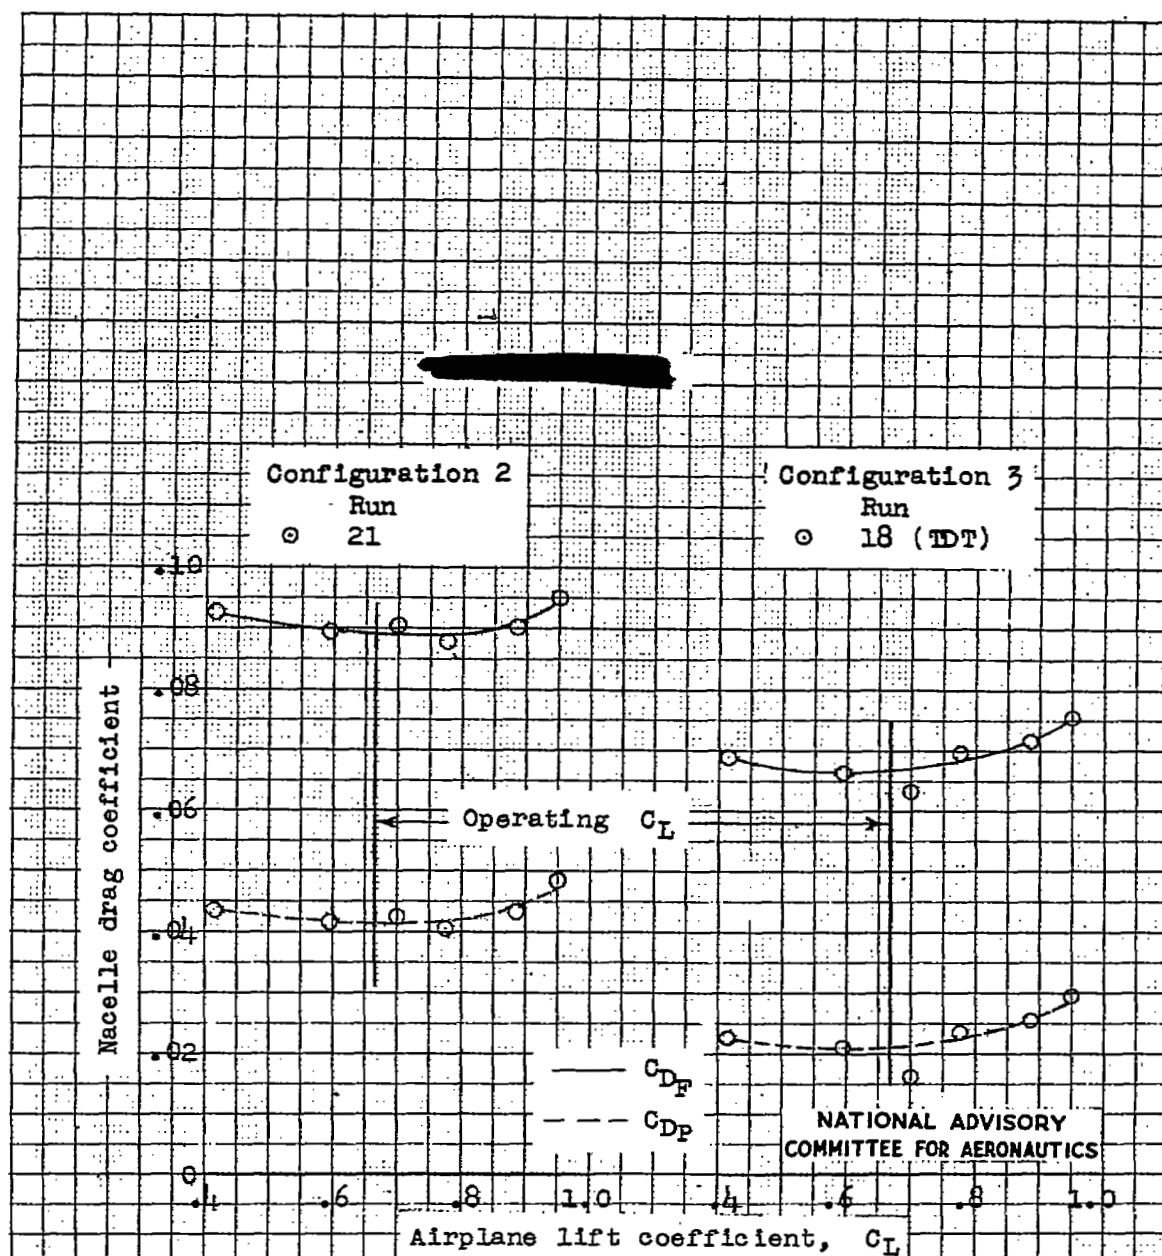 Configuration 2
Run
⊙ 21
Configuration 3
Run
⊙ 18 (TDT)
.10
.08
.06
.04
.02
0
Nacelle drag coefficient
Operating C_L
C_D_F
C_D_P
NATIONAL ADVISORY
COMMITTEE FOR AERONAUTICS
.4 .6 .8 1.0 .4 .6 .8 1.0
Airplane lift coefficient, C_L